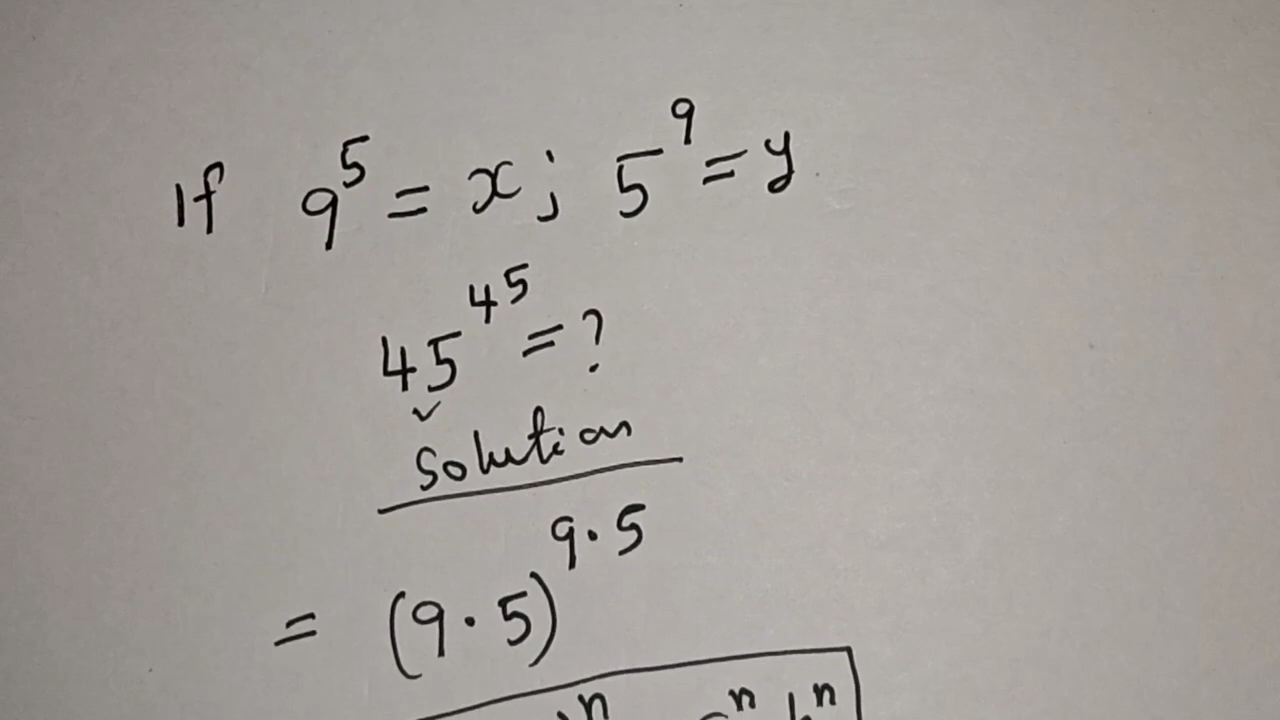 If 9^5 = x; 5^9 = y
45^45 = ?
Solution
= (9·5)^9·5